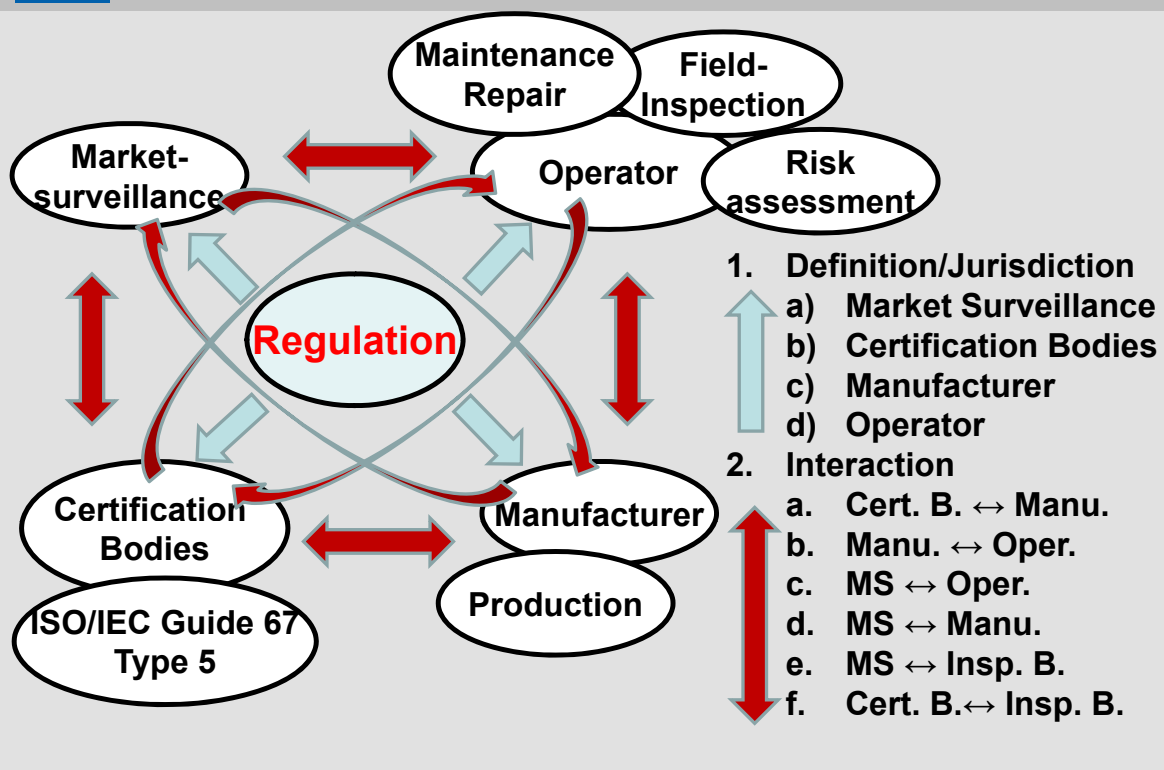 Maintenance
Repair
Field-
Inspection
Market-
surveillance
Operator
Risk
assessment
Regulation
Certification
Bodies
ISO/IEC Guide 67
Type 5
Manufacturer
Production
1. Definition/Jurisdiction
a) Market Surveillance
b) Certification Bodies
c) Manufacturer
d) Operator
2. Interaction
a. Cert. B. ↔ Manu.
b. Manu. ↔ Oper.
c. MS ↔ Oper.
d. MS ↔ Manu.
e. MS ↔ Insp. B.
f. Cert. B.↔ Insp. B.